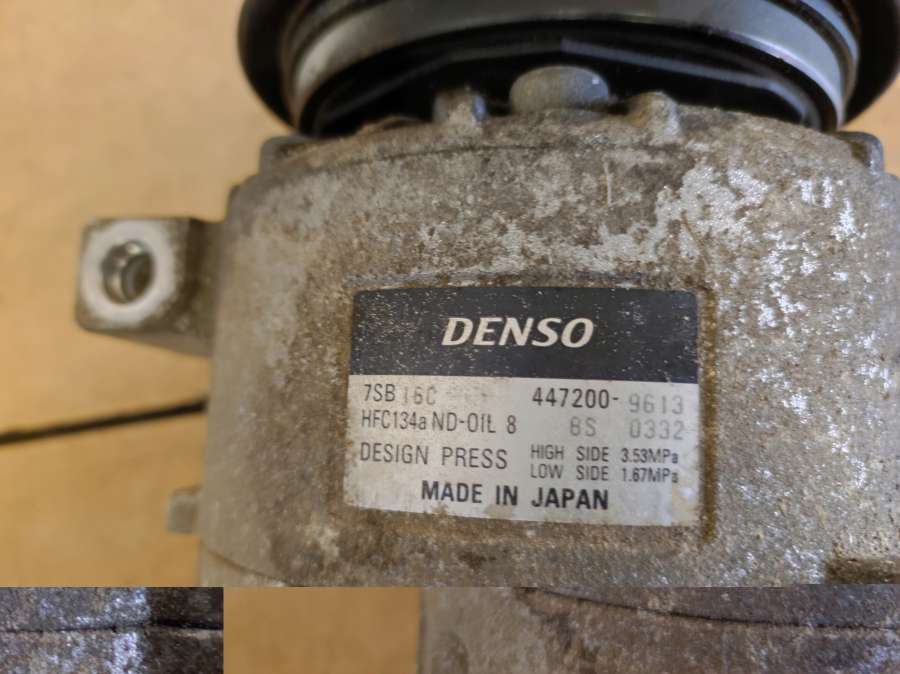 DENSO
7SB16C 447200-9613
HFC134a ND-OIL 8 8S 0332
DESIGN PRESS HIGH SIDE 3.53MPa
LOW SIDE 1.67MPa
MADE IN JAPAN